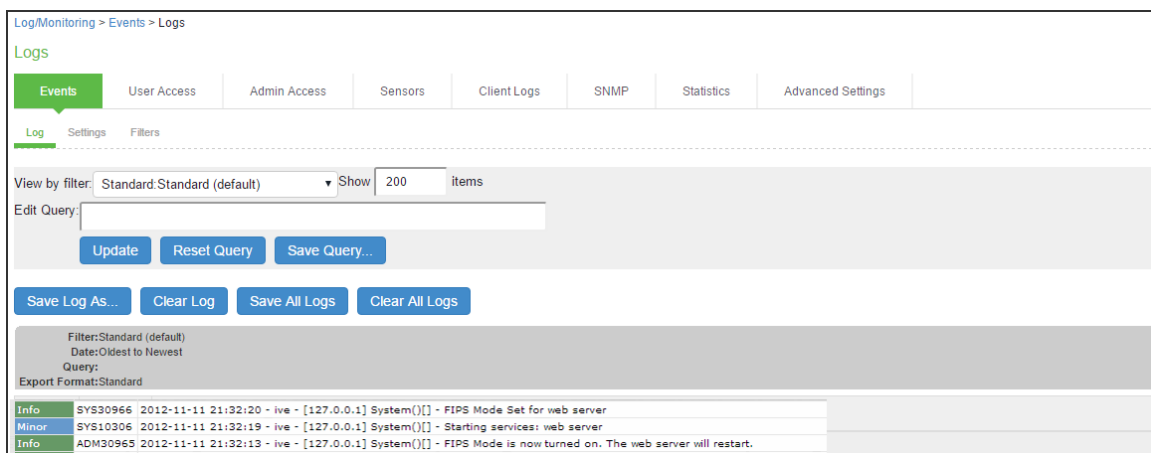 Log/Monitoring > Events > Logs
Logs
Events User Access Admin Access Sensors Client Logs SNMP Statistics Advanced Settings
Log Settings Filters
View by filter: Standard:Standard (default) Show 200 items
Edit Query:
Update Reset Query Save Query...
Save Log As... Clear Log Save All Logs Clear All Logs
Filter:Standard (default)
Date:Oldest to Newest
Query:
Export Format:Standard
Info SYS30966 2012-11-11 21:32:20 - ive - [127.0.0.1] System()[] - FIPS Mode Set for web server
Minor SYS10306 2012-11-11 21:32:19 - ive - [127.0.0.1] System()[] - Starting services: web server
Info ADM30965 2012-11-11 21:32:13 - ive - [127.0.0.1] System()[] - FIPS Mode is now turned on. The web server will restart.